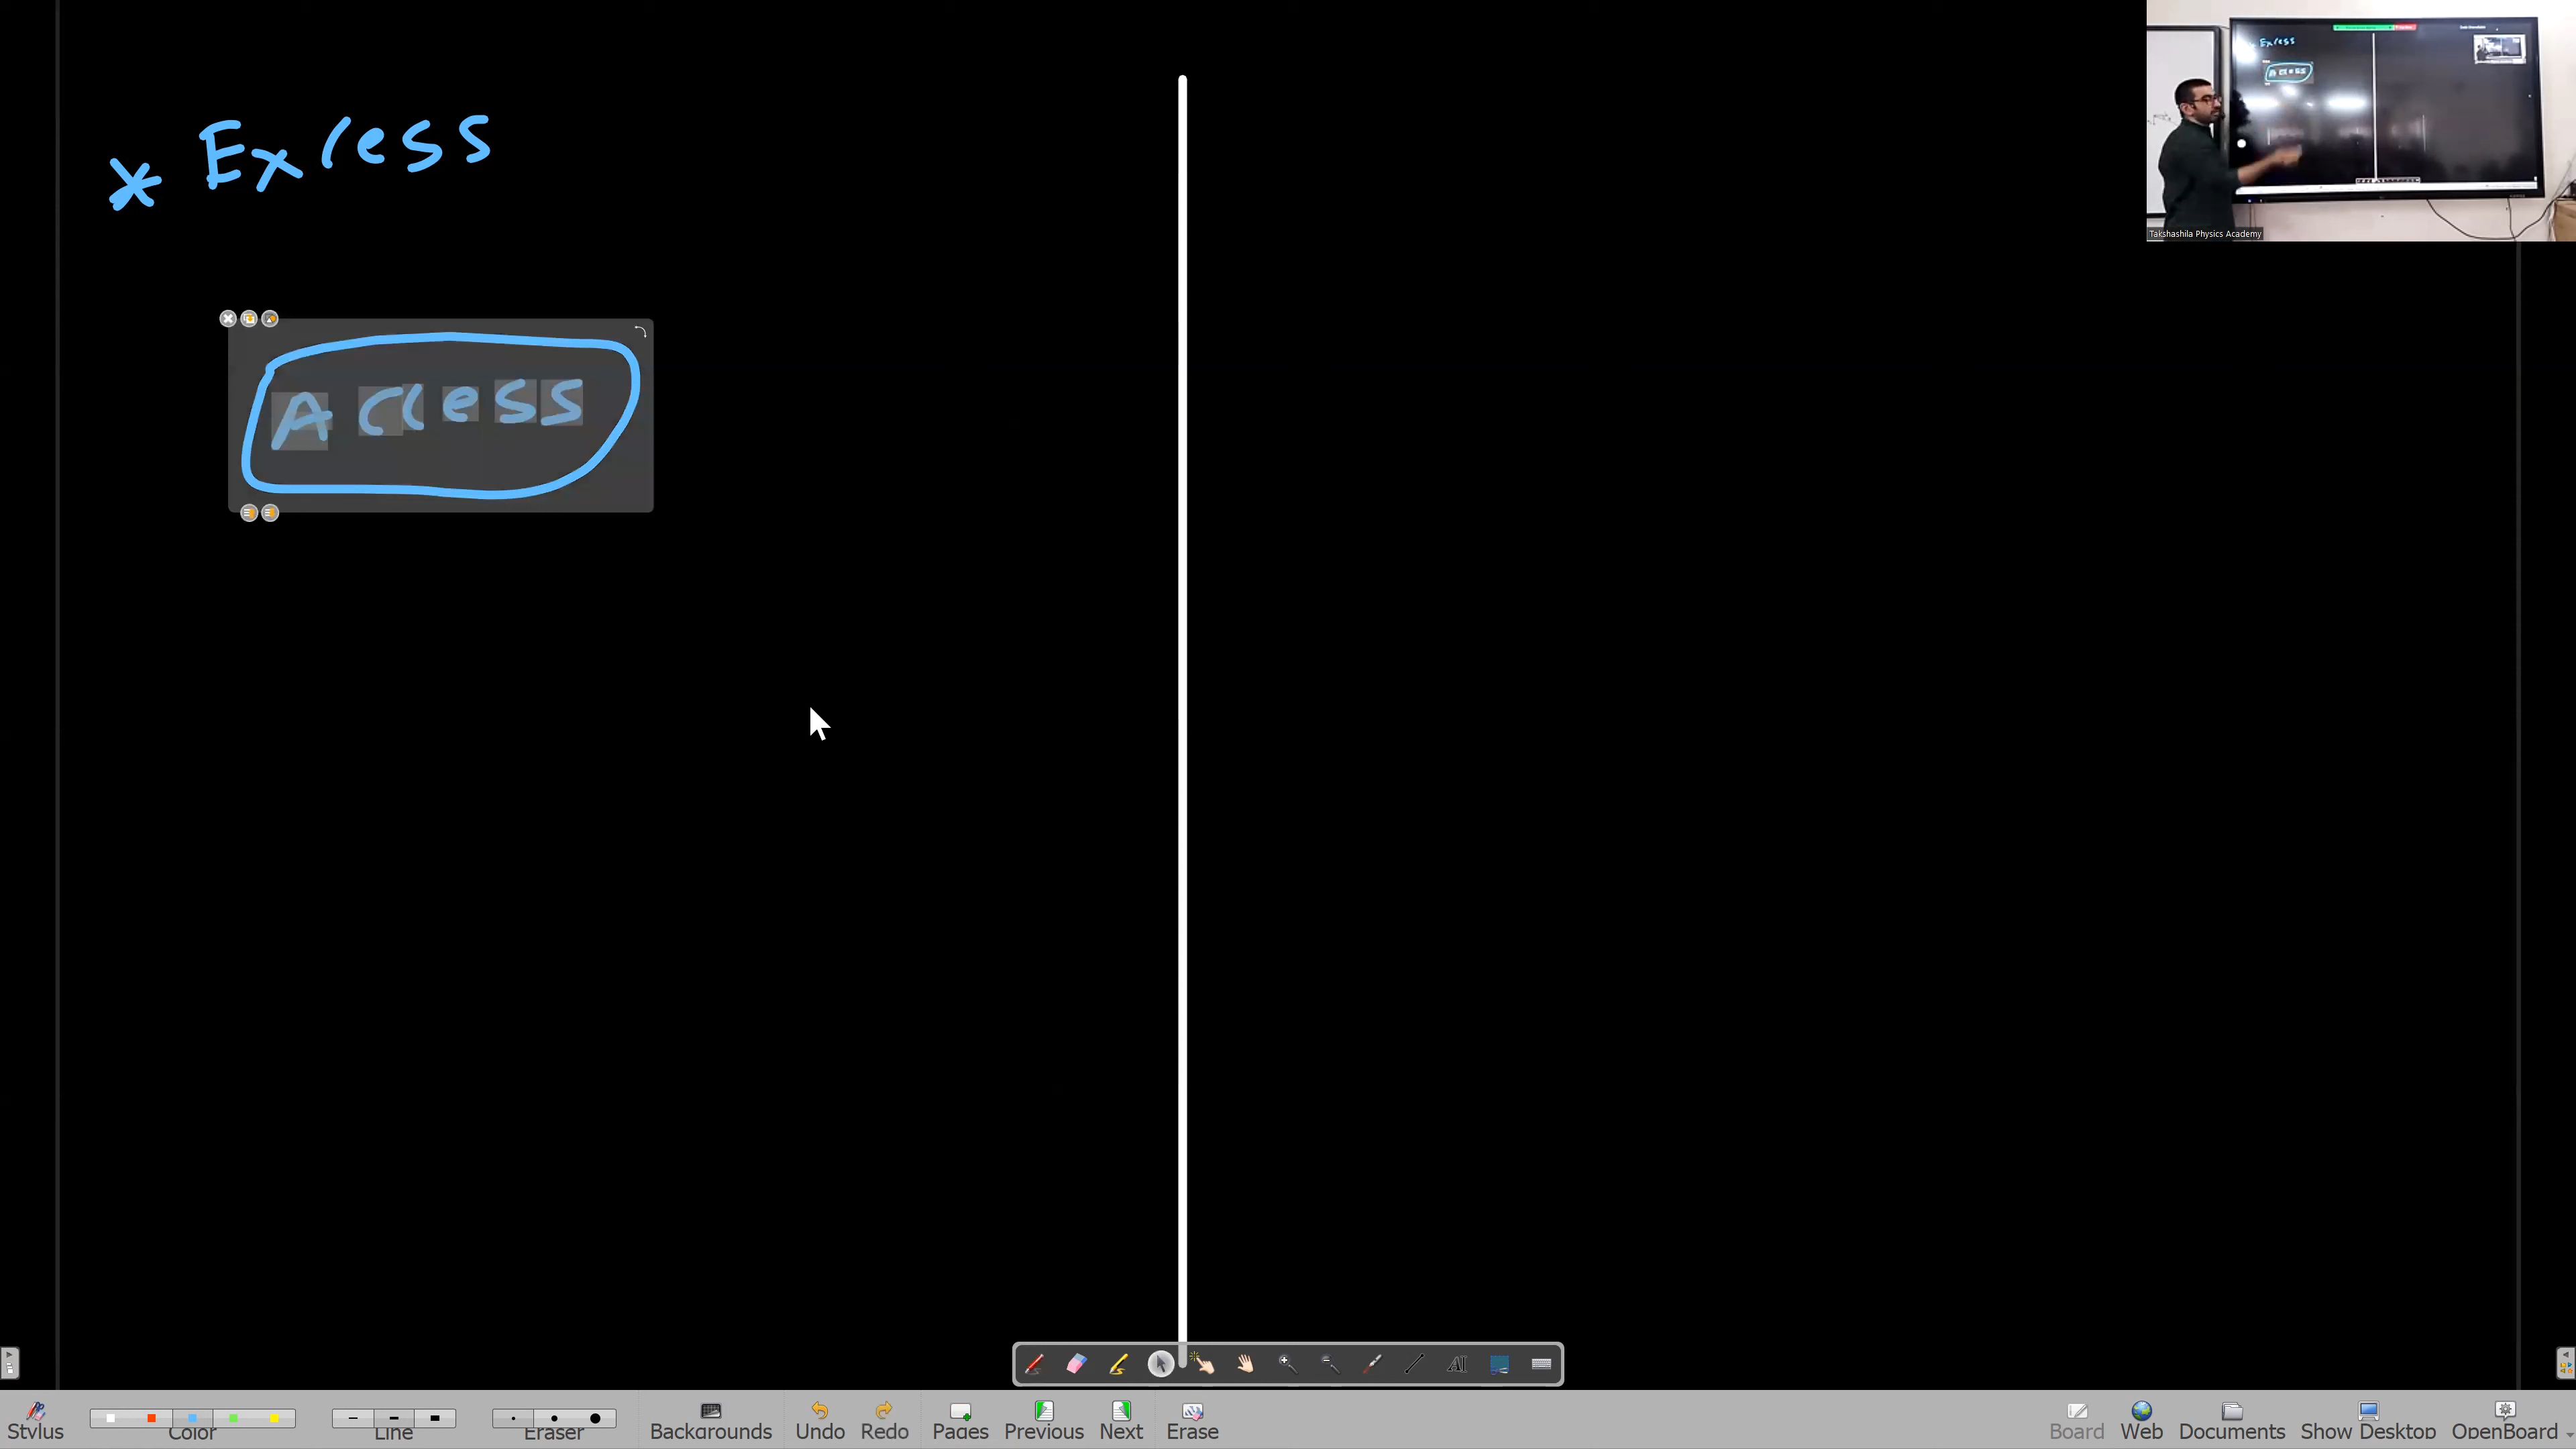 * Excess
Access
Takshashila Physics Academy
Stylus Color Line Eraser Backgrounds Undo Redo Pages Previous Next Erase Board Web Documents Show Desktop OpenBoard